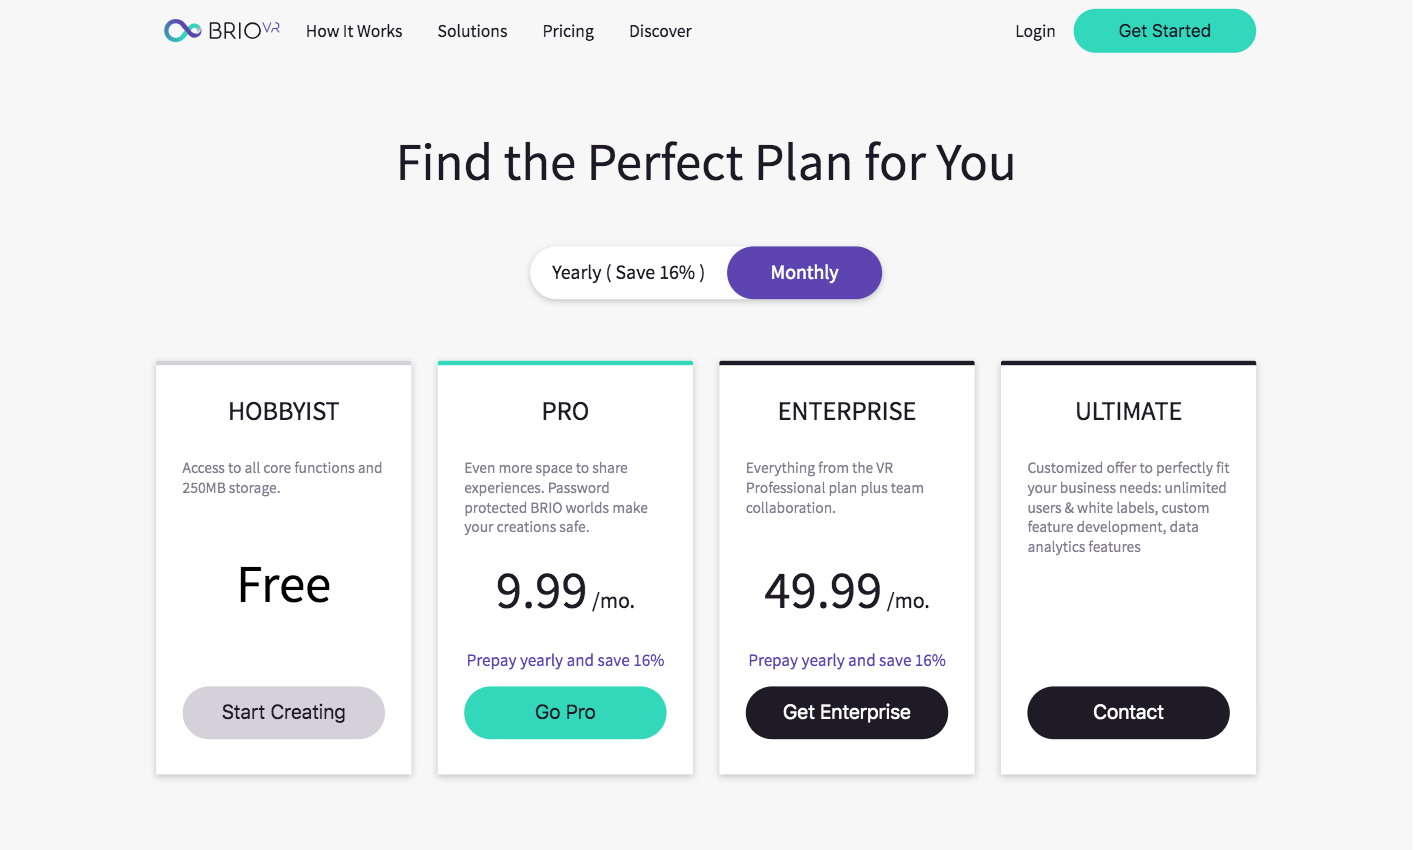 BRIO VR How It Works Solutions Pricing Discover Login Get Started
Find the Perfect Plan for You
Yearly ( Save 16% ) Monthly
HOBBYIST
Access to all core functions and
250MB storage.
Free
Start Creating
PRO
Even more space to share
experiences. Password
protected BRIO worlds make
your creations safe.
9.99 /mo.
Prepay yearly and save 16%
Go Pro
ENTERPRISE
Everything from the VR
Professional plan plus team
collaboration.
49.99 /mo.
Prepay yearly and save 16%
Get Enterprise
ULTIMATE
Customized offer to perfectly fit
your business needs: unlimited
users & white labels, custom
feature development, data
analytics features
Contact